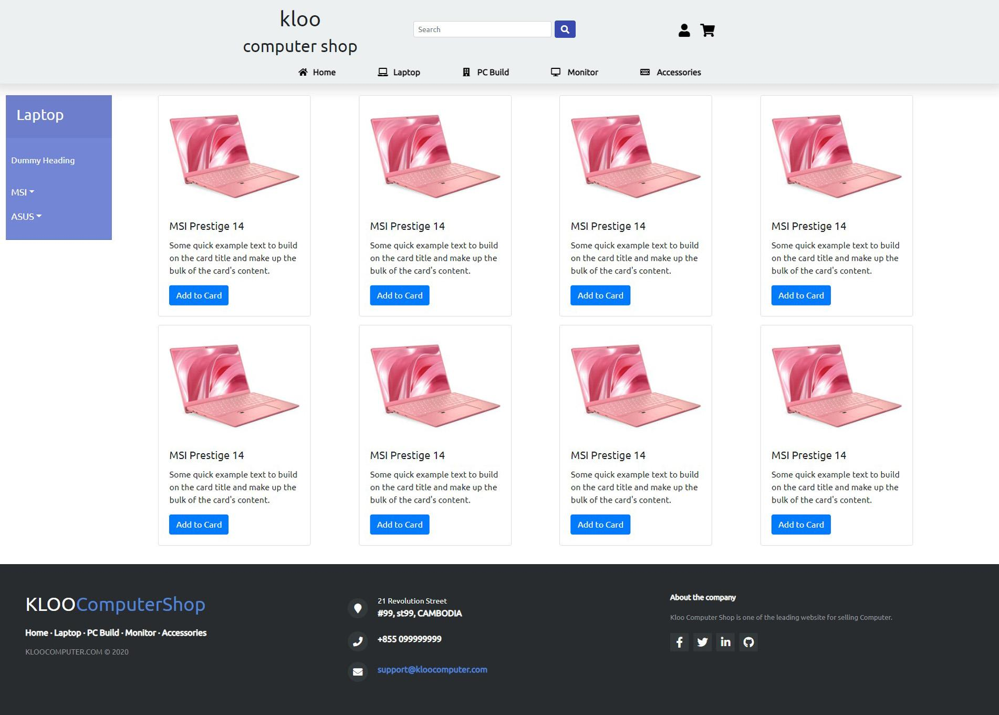 kloo
computer shop
Search
Home Laptop PC Build Monitor Accessories
Laptop
Dummy Heading
MSI
ASUS
MSI Prestige 14
Some quick example text to build
on the card title and make up the
bulk of the card's content.
Add to Card
MSI Prestige 14
Some quick example text to build
on the card title and make up the
bulk of the card's content.
Add to Card
MSI Prestige 14
Some quick example text to build
on the card title and make up the
bulk of the card's content.
Add to Card
MSI Prestige 14
Some quick example text to build
on the card title and make up the
bulk of the card's content.
Add to Card
MSI Prestige 14
Some quick example text to build
on the card title and make up the
bulk of the card's content.
Add to Card
MSI Prestige 14
Some quick example text to build
on the card title and make up the
bulk of the card's content.
Add to Card
MSI Prestige 14
Some quick example text to build
on the card title and make up the
bulk of the card's content.
Add to Card
MSI Prestige 14
Some quick example text to build
on the card title and make up the
bulk of the card's content.
Add to Card
KLOOComputerShop
Home · Laptop · PC Build · Monitor · Accessories
KLOOCOMPUTER.COM © 2020
21 Revolution Street
#99, st99, CAMBODIA
+855 099999999
support@kloocomputer.com
About the company
Kloo Computer Shop is one of the leading website for selling Computer.